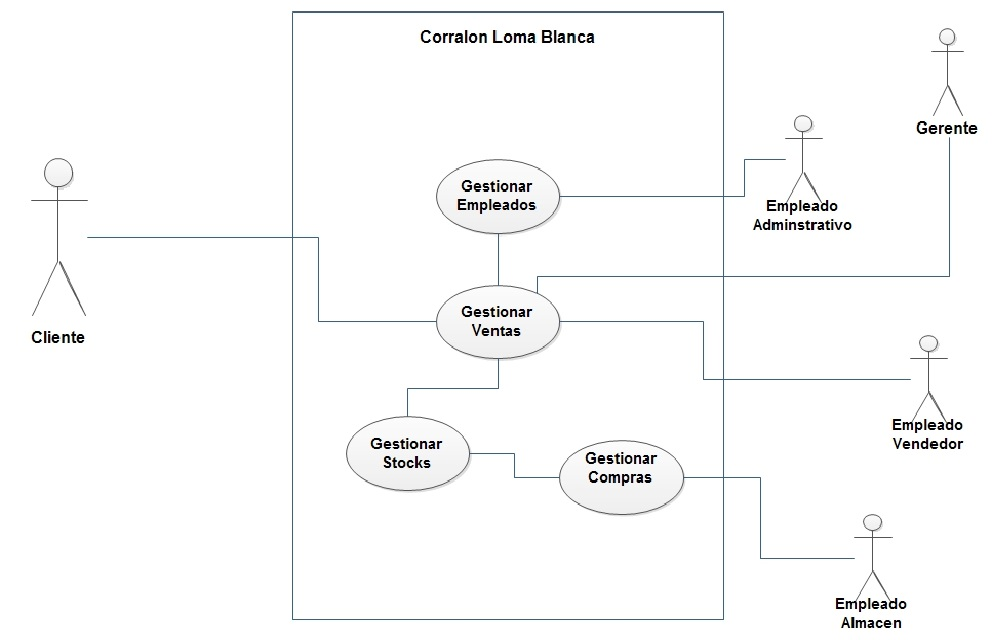 Corralon Loma Blanca
Gerente
Gestionar
Empleados
Empleado
Adminstrativo
Gestionar
Ventas
Cliente
Empleado
Vendedor
Gestionar
Stocks
Gestionar
Compras
Empleado
Almacen